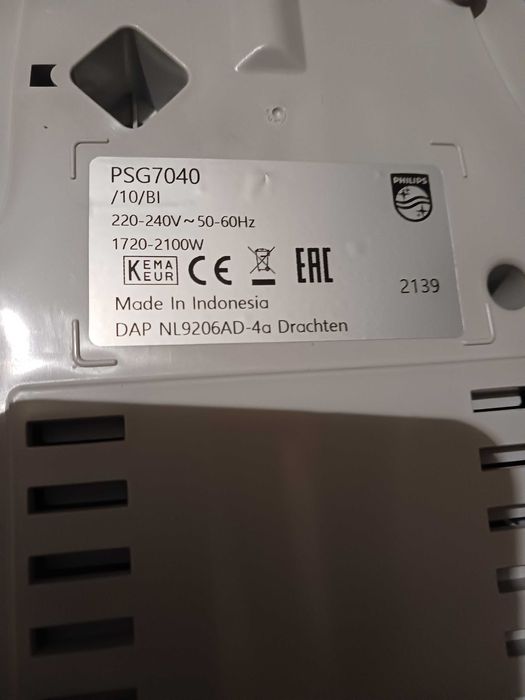 PSG7040
/10/BI
PHILIPS
220-240V~50-60Hz
1720-2100W
KEMA
EUR
CE
EAC
2139
Made In Indonesia
DAP NL9206AD-4a Drachten